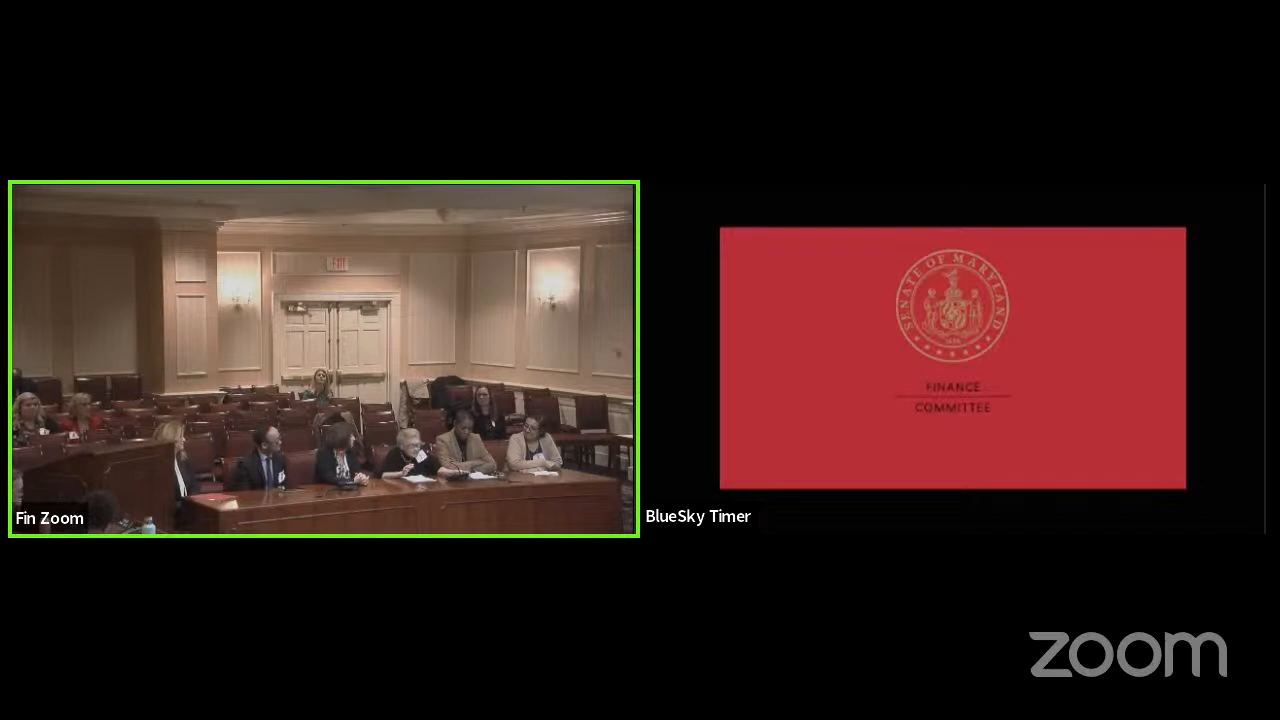 EXIT
SENATE OF MARYLAND
FINANCE
COMMITTEE
Fin Zoom
BlueSky Timer
zoom